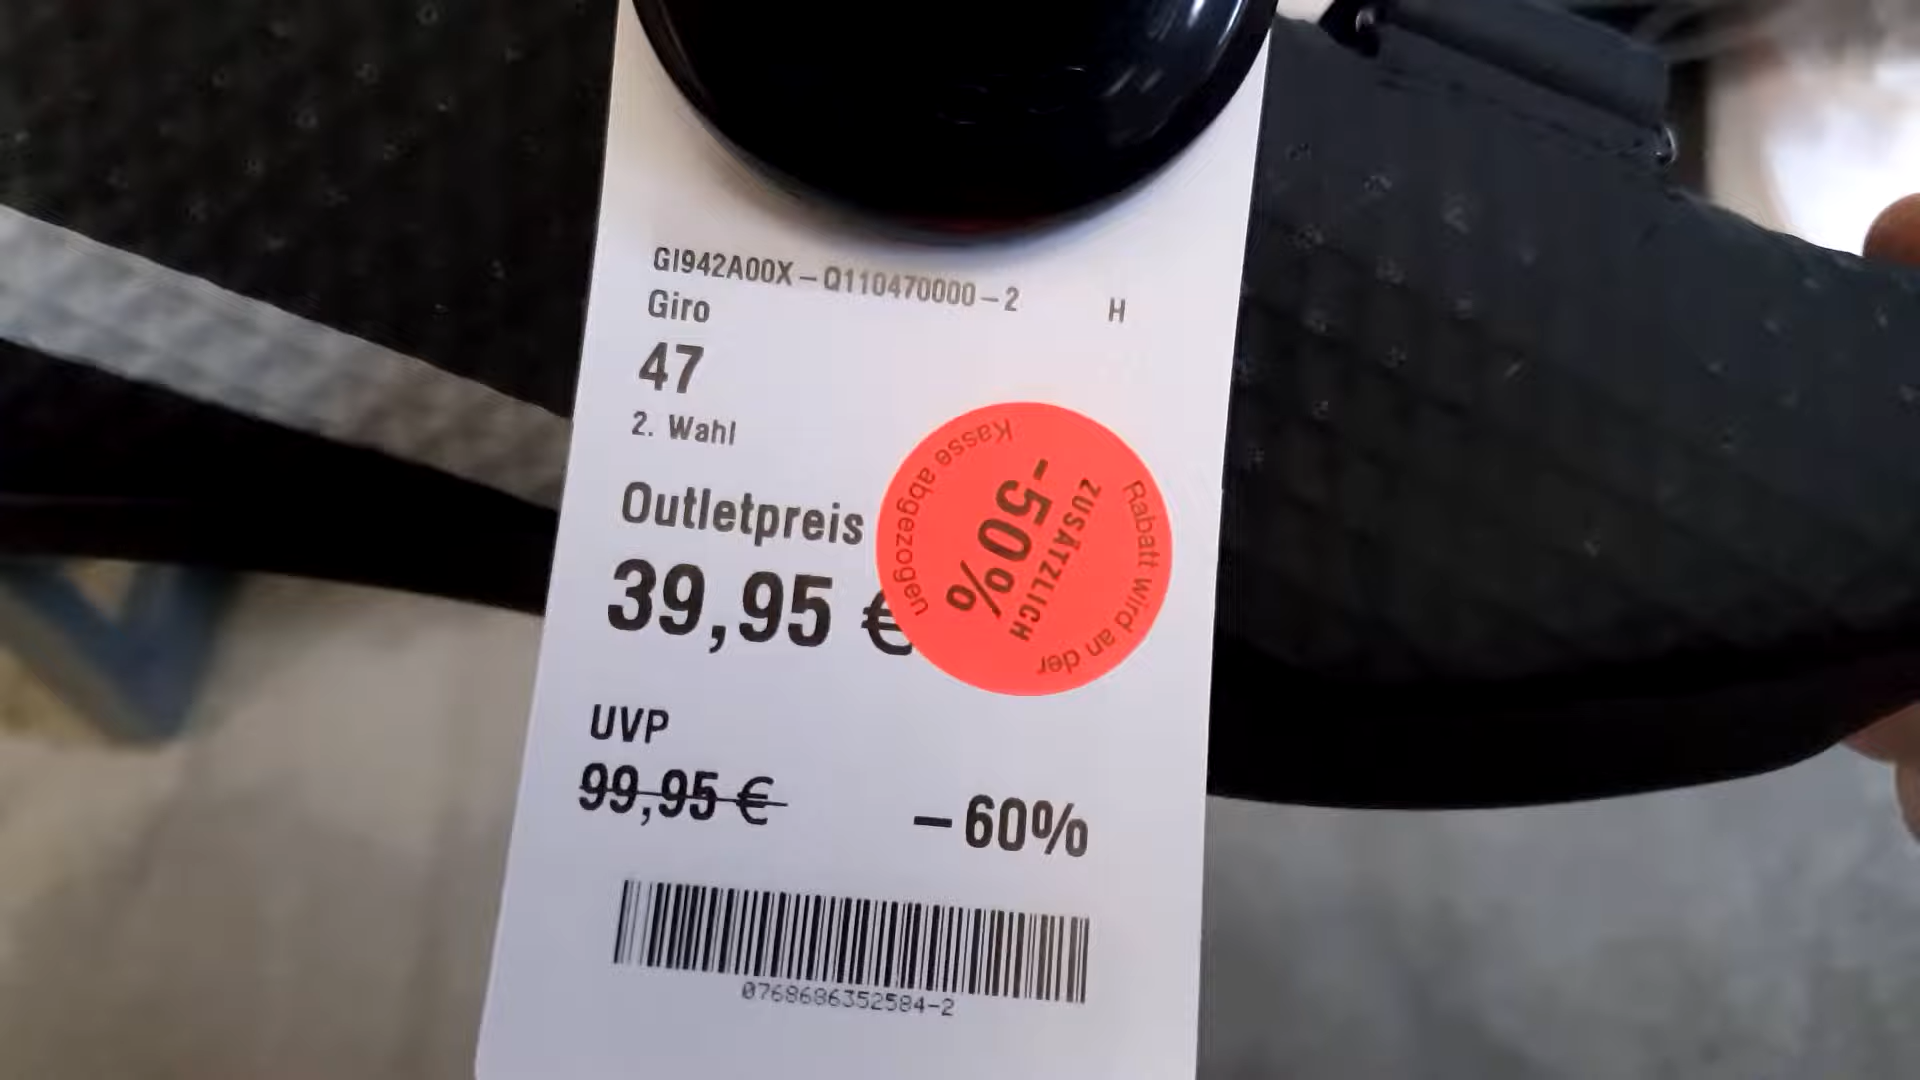 GI942A00X – Q110470000 – 2 H
Giro
47
2. Wahl
Outletpreis
39,95 €
Rabatt wird an der
Kasse abgezogen
ZUSÄTZLICH
-50%
UVP
99,95 €
– 60%
0768686352584-2